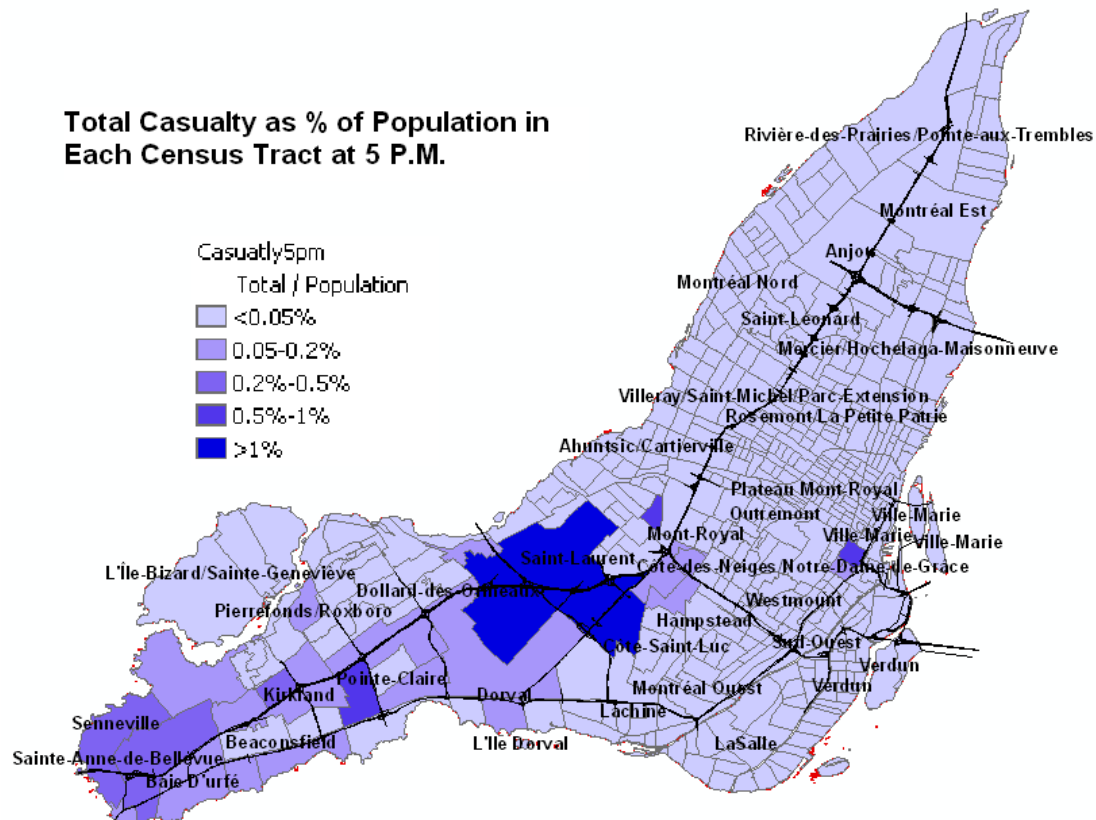 Total Casualty as % of Population in
Each Census Tract at 5 P.M.
Casuatly5pm
Total / Population
<0.05%
0.05-0.2%
0.2%-0.5%
0.5%-1%
>1%
Rivière-des-Prairies/Pointe-aux-Trembles
Montréal Est
Anjou
Montréal Nord
Saint-Léonard
Mercier/Hochelaga-Maisonneuve
Villeray/Saint-Michel/Parc-Extension
Rosemont/La Petite Patrie
Ahuntsic/Cartierville
Plateau Mont-Royal
Outremont
Ville-Marie
Mont-Royal
Ville-Marie
Ville-Marie
Saint-Laurent
Côte-des-Neiges/Notre-Dame-de-Grâce
L'Île-Bizard/Sainte-Geneviève
Dollard-des-Ormeaux
Westmount
Pierrefonds/Roxboro
Hampstead
Sud-Ouest
Côte-Saint-Luc
Verdun
Pointe-Claire
Verdun
Kirkland
Dorval
Montréal Ouest
Lachine
Senneville
Beaconsfield
L'Île Dorval
LaSalle
Sainte-Anne-de-Bellevue
Baie D'urfé